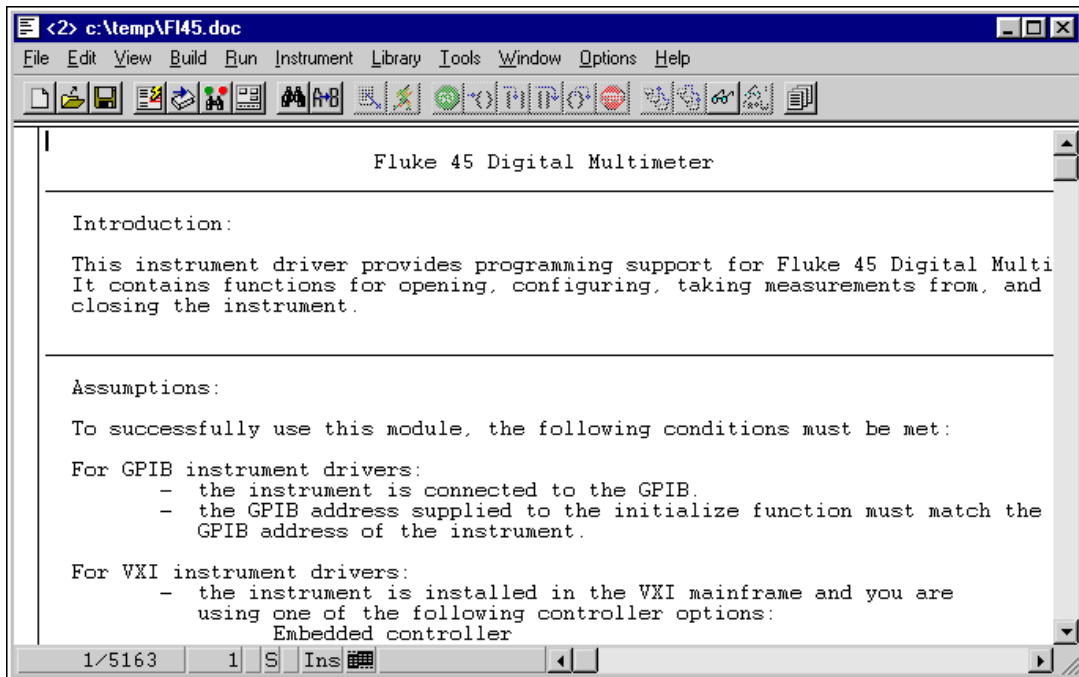 <2> c:\temp\Fl45.doc
File Edit View Build Run Instrument Library Tools Window Options Help
Fluke 45 Digital Multimeter
Introduction:
This instrument driver provides programming support for Fluke 45 Digital Multi
It contains functions for opening, configuring, taking measurements from, and
closing the instrument.
Assumptions:
To successfully use this module, the following conditions must be met:
For GPIB instrument drivers:
- the instrument is connected to the GPIB.
- the GPIB address supplied to the initialize function must match the
GPIB address of the instrument.
For VXI instrument drivers:
- the instrument is installed in the VXI mainframe and you are
using one of the following controller options:
Embedded controller
1/5163 1 S Ins